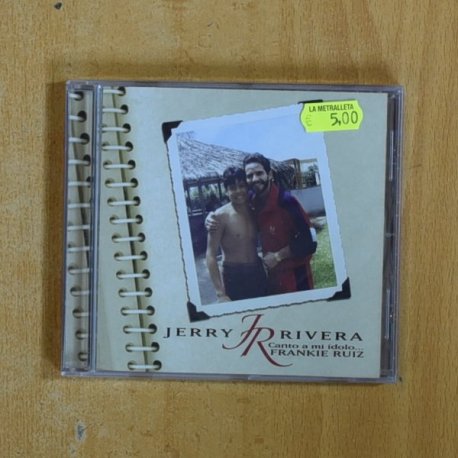 LA METRALLETA
€ 5,00
JERRY JR RIVERA
Canto a mi ídolo...
FRANKIE RUIZ